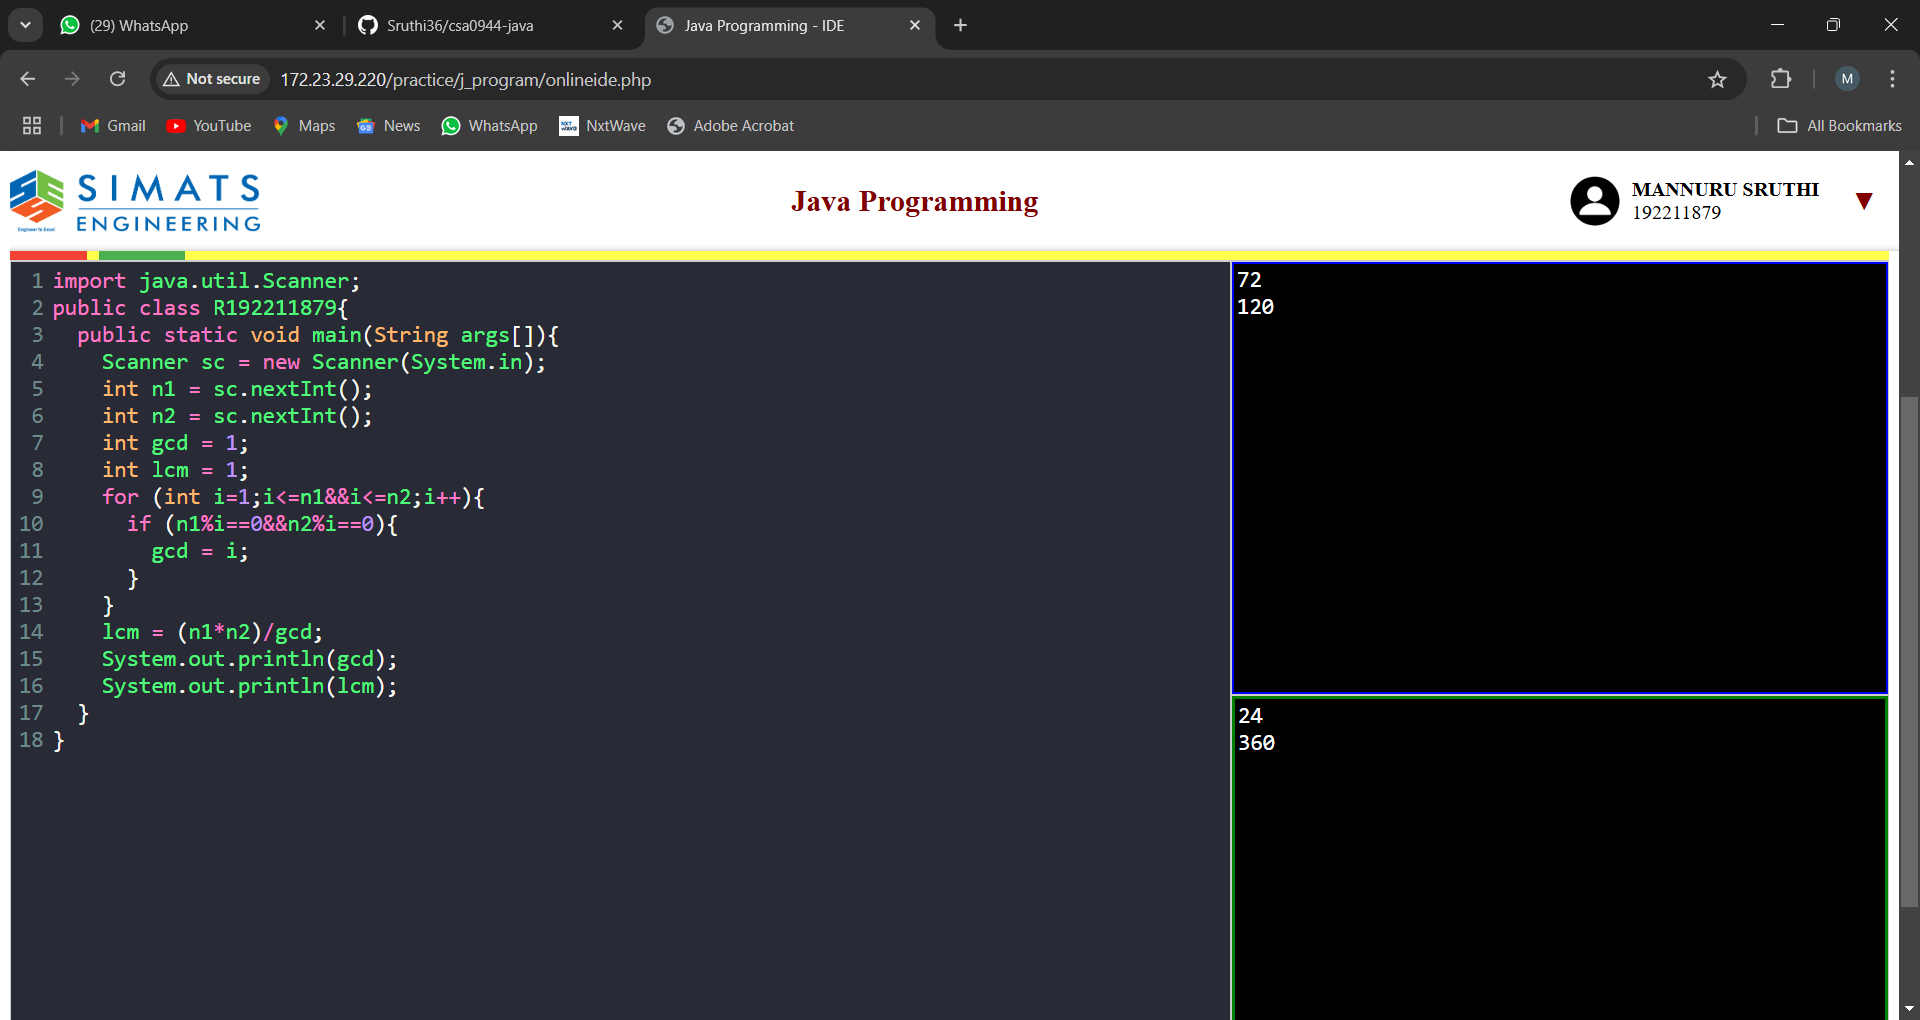 (29) WhatsApp
Sruthi36/csa0944-java
Java Programming - IDE
Not secure
172.23.29.220/practice/j_program/onlineide.php
M
Gmail
YouTube
Maps
News
WhatsApp
NxtWave
Adobe Acrobat
All Bookmarks
SIMATS
ENGINEERING
Engineer to Excel
Java Programming
MANNURU SRUTHI
192211879
1 import java.util.Scanner;
2 public class R192211879{
3   public static void main(String args[]){
4     Scanner sc = new Scanner(System.in);
5     int n1 = sc.nextInt();
6     int n2 = sc.nextInt();
7     int gcd = 1;
8     int lcm = 1;
9     for (int i=1;i<=n1&&i<=n2;i++){
10       if (n1%i==0&&n2%i==0){
11         gcd = i;
12       }
13     }
14     lcm = (n1*n2)/gcd;
15     System.out.println(gcd);
16     System.out.println(lcm);
17   }
18 }
72
120
24
360